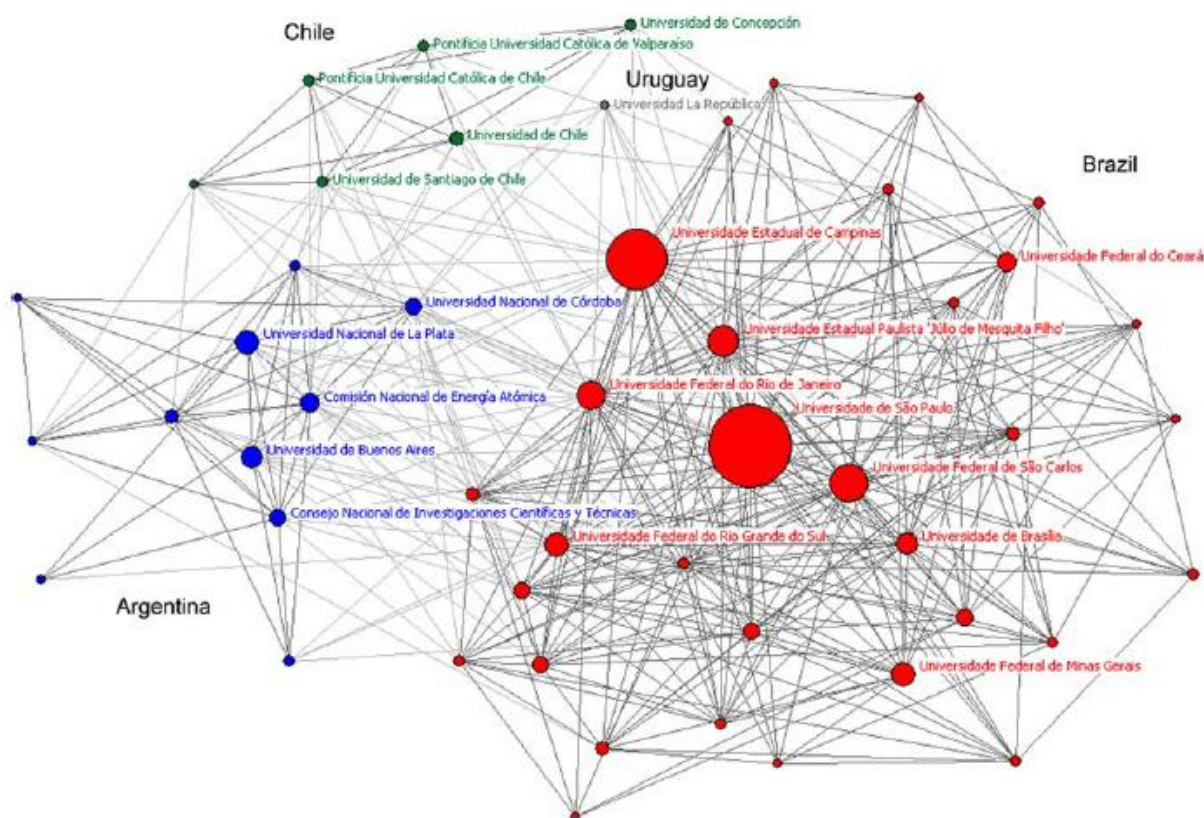 Chile
Universidad de Concepción
Pontificia Universidad Católica de Valparaíso
Pontificia Universidad Católica de Chile
Uruguay
Universidad La República
Universidad de Chile
Brazil
Universidad de Santiago de Chile
Universidade Estadual de Campinas
Universidade Federal do Ceará
Universidad Nacional de Córdoba
Universidad Nacional de La Plata
Universidade Estadual Paulista 'Júlio de Mesquita Filho'
Universidade Federal do Rio de Janeiro
Comisión Nacional de Energía Atómica
Universidade de São Paulo
Universidad de Buenos Aires
Universidade Federal de São Carlos
Consejo Nacional de Investigaciones Científicas y Técnicas
Universidade Federal do Rio Grande do Sul
Universidade de Brasília
Argentina
Universidade Federal de Minas Gerais